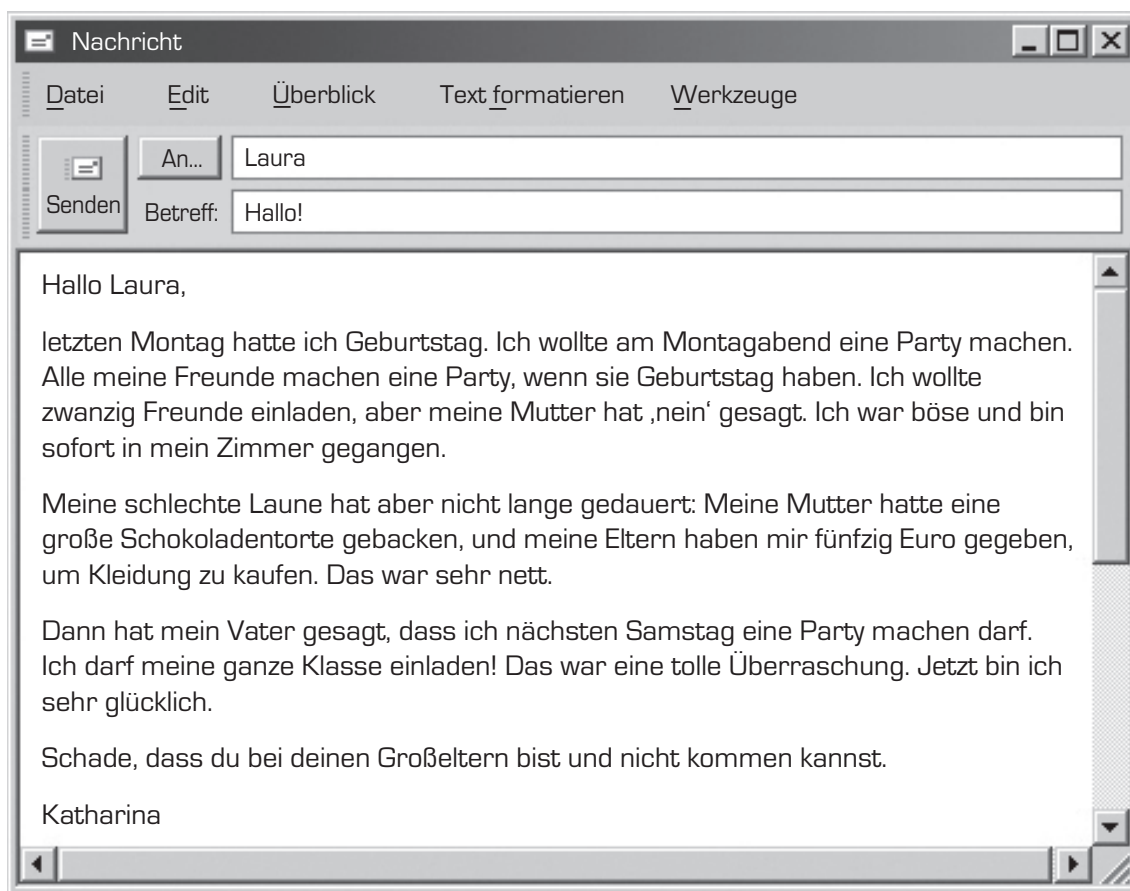 Nachricht
Datei Edit Überblick Text formatieren Werkzeuge
An... Laura
Senden Betreff: Hallo!
Hallo Laura,
letzten Montag hatte ich Geburtstag. Ich wollte am Montagabend eine Party machen.
Alle meine Freunde machen eine Party, wenn sie Geburtstag haben. Ich wollte
zwanzig Freunde einladen, aber meine Mutter hat ‚nein‘ gesagt. Ich war böse und bin
sofort in mein Zimmer gegangen.
Meine schlechte Laune hat aber nicht lange gedauert: Meine Mutter hatte eine
große Schokoladentorte gebacken, und meine Eltern haben mir fünfzig Euro gegeben,
um Kleidung zu kaufen. Das war sehr nett.
Dann hat mein Vater gesagt, dass ich nächsten Samstag eine Party machen darf.
Ich darf meine ganze Klasse einladen! Das war eine tolle Überraschung. Jetzt bin ich
sehr glücklich.
Schade, dass du bei deinen Großeltern bist und nicht kommen kannst.
Katharina